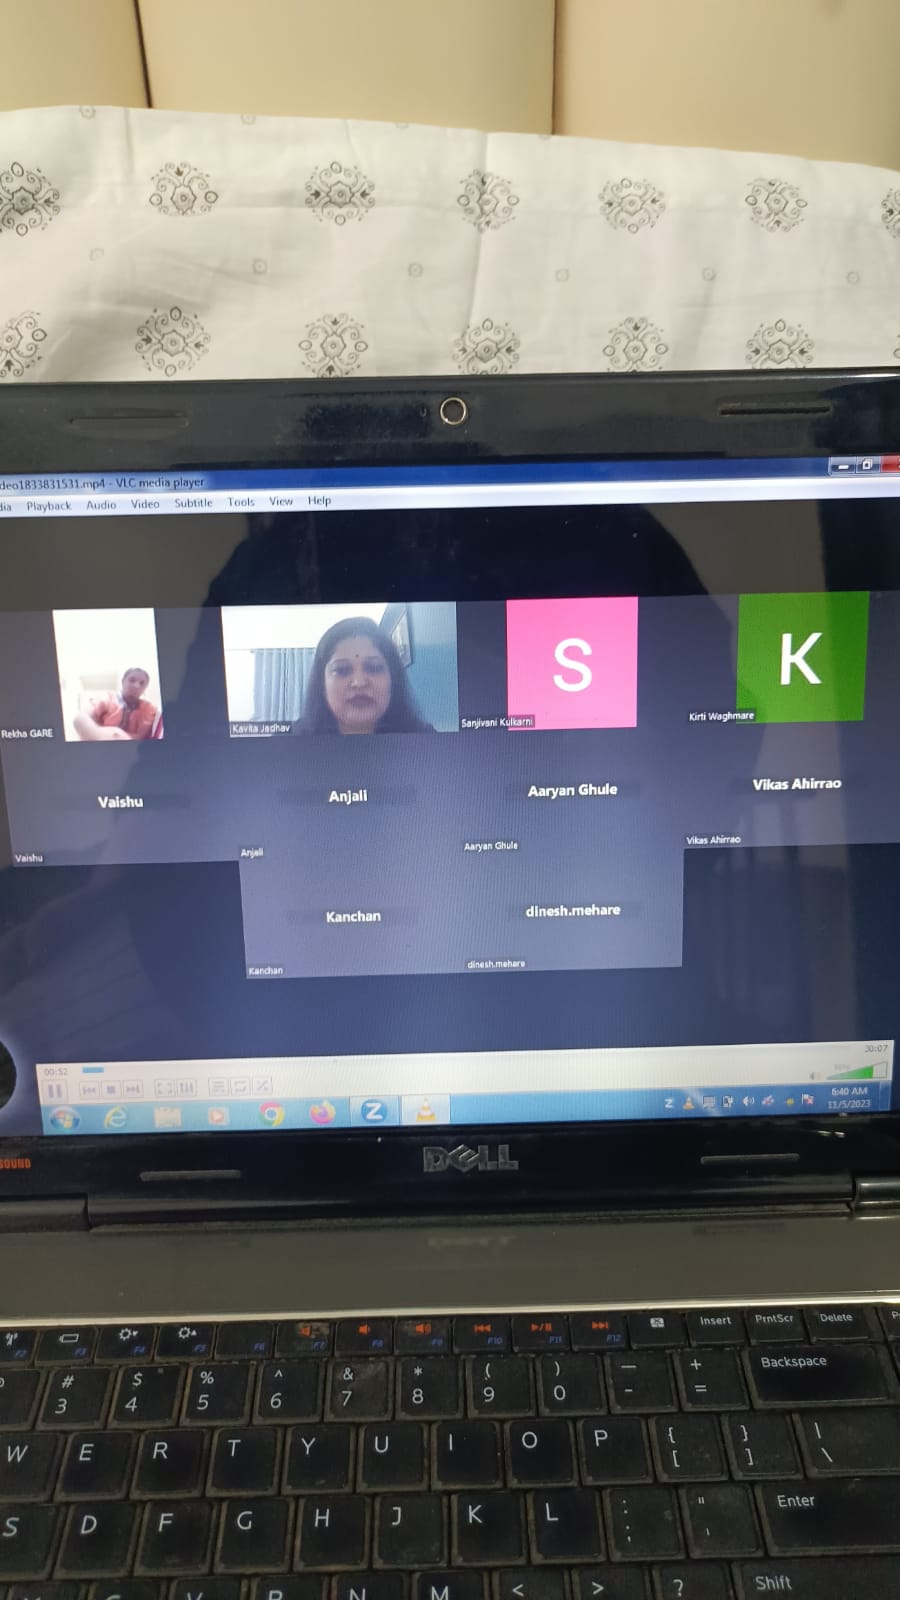 deo1833831531.mp4 - VLC media player
dia Playback Audio Video Subtitle Tools View Help
S
K
Rekha GARE
Kavita Jadhav
Sanjivani Kulkarni
Kirti Waghmare
Vaishu
Anjali
Aaryan Ghule
Vikas Ahirrao
Vaishu
Anjali
Aaryan Ghule
Vikas Ahirrao
Kanchan
dinesh.mehare
Kanchan
dinesh.mehare
00:52
30:07
Z
Z
6:40 AM
11/5/2023
SOUND
DELL
F2 F3 F4 F5 F6 F7 F8 F9 F10 F11 F12 Insert PrntScr Delete
# $ % ^ & * ( ) — + Backspace
3 4 5 6 7 8 9 0 - =
W E R T Y U I O P { [ } ] | \
S D F G H J K L : ; " ' Enter
N M < > ? Shift